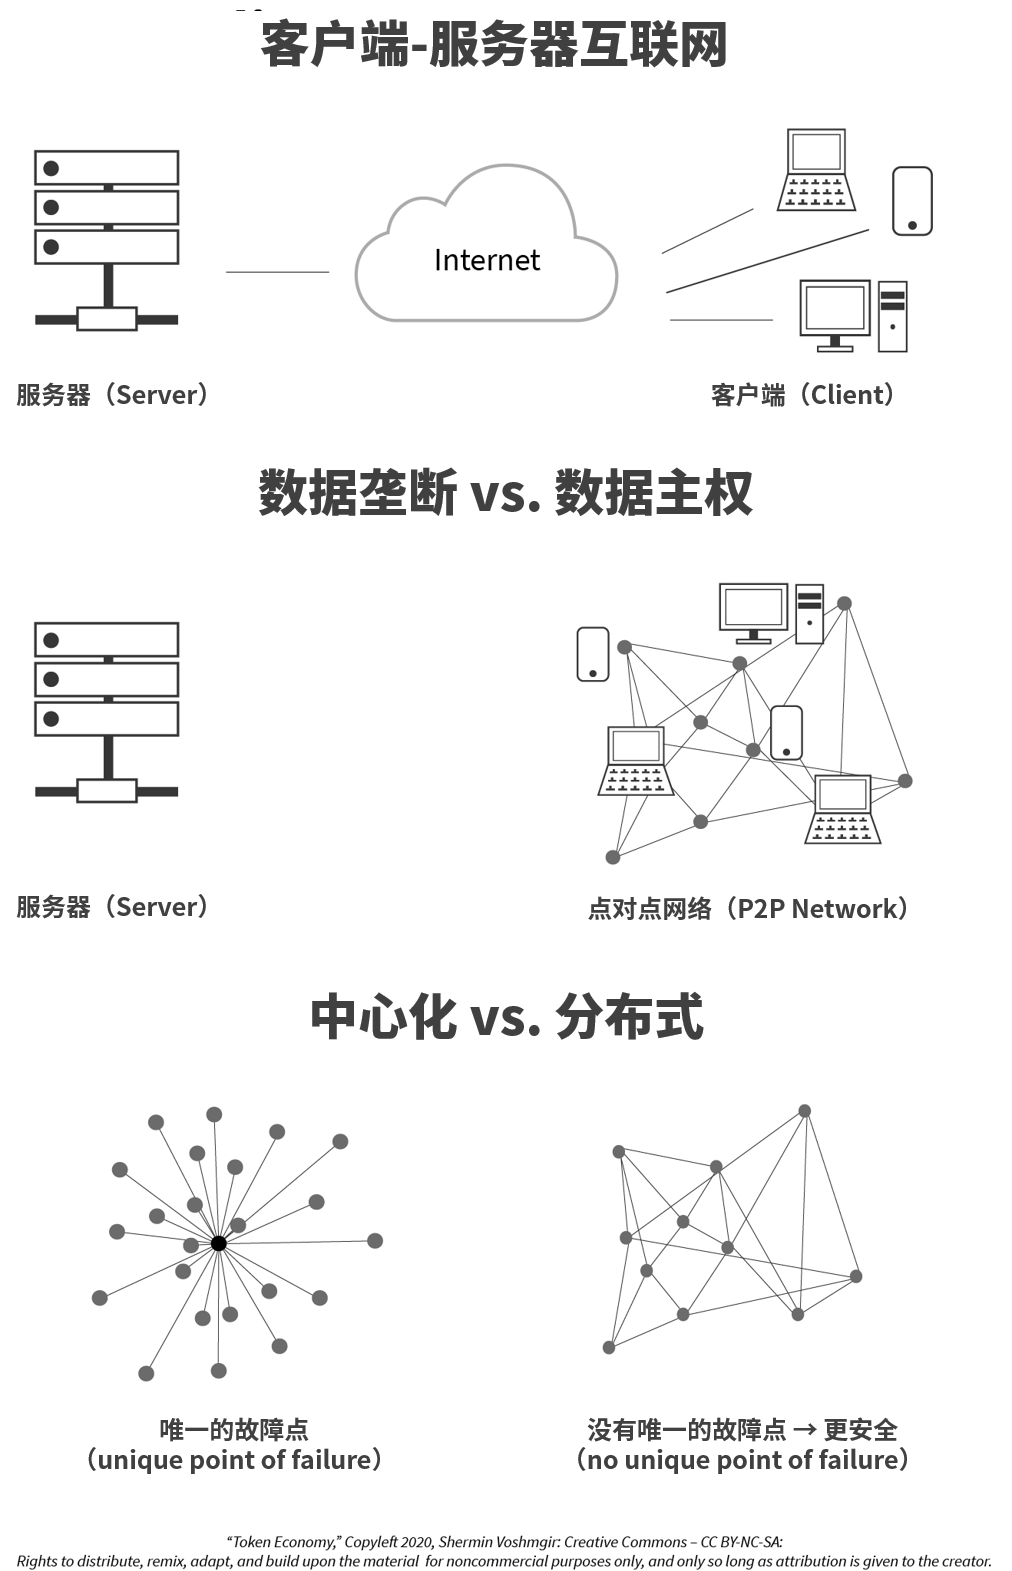 客户端-服务器互联网
Internet
服务器（Server）
客户端（Client）
数据垄断 vs. 数据主权
服务器（Server）
点对点网络（P2P Network）
中心化 vs. 分布式
唯一的故障点
（unique point of failure）
没有唯一的故障点 → 更安全
（no unique point of failure）
“Token Economy,” Copyleft 2020, Shermin Voshmgir: Creative Commons – CC BY-NC-SA:
Rights to distribute, remix, adapt, and build upon the material for noncommercial purposes only, and only so long as attribution is given to the creator.